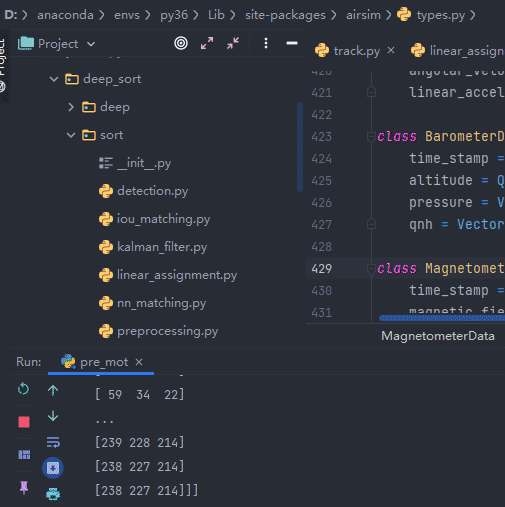 D: > anaconda > envs > py36 > Lib > site-packages > airsim > types.py >
Project
Project
deep_sort
deep
sort
__init__.py
detection.py
iou_matching.py
kalman_filter.py
linear_assignment.py
nn_matching.py
preprocessing.py
track.py
linear_assign
420 angular_velo
421 linear_accel
422
423 class BarometerD
424 time_stamp =
425 altitude = Q
426 pressure = V
427 qnh = Vector
428
429 class Magnetomet
430 time_stamp =
431 magnetic_fie
MagnetometerData
Run: pre_mot
[ 59 34 22]
...
[239 228 214]
[238 227 214]
[238 227 214]]]